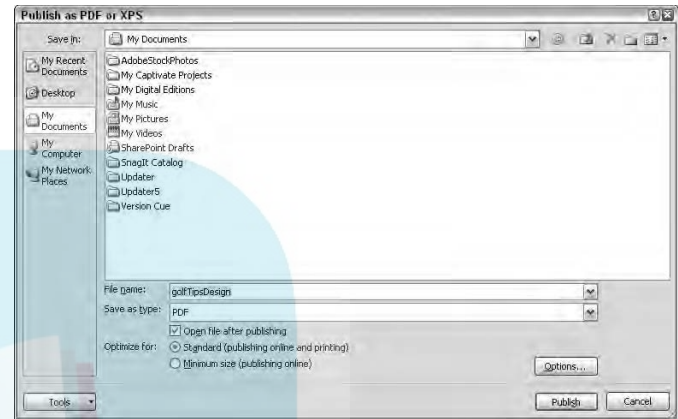 Publish as PDF or XPS
Save in: My Documents
My Recent Documents
Desktop
My Documents
My Computer
My Network Places
AdobeStockPhotos
My Captivate Projects
My Digital Editions
My Music
My Pictures
My Videos
SharePoint Drafts
SnagIt Catalog
Updater
Updater5
Version Cue
File name: golfTipsDesign
Save as type: PDF
Open file after publishing
Optimize for: Standard (publishing online and printing)
Minimum size (publishing online)
Options...
Tools Publish Cancel